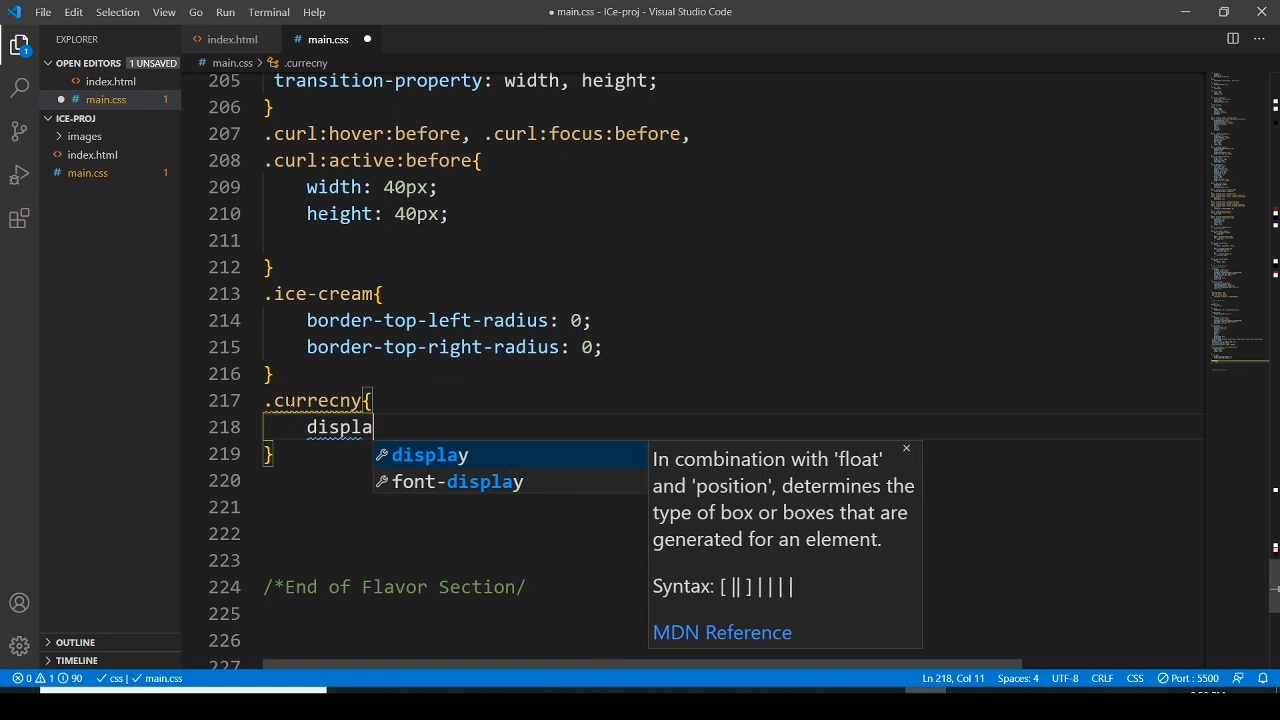 File Edit Selection View Go Run Terminal Help
● main.css - ICe-proj - Visual Studio Code
EXPLORER
OPEN EDITORS 1 UNSAVED
index.html
main.css 1
ICE-PROJ
images
index.html
main.css 1
OUTLINE
TIMELINE
1
index.html main.css
main.css > .currecny
205 transition-property: width, height;
206 }
207 .curl:hover:before, .curl:focus:before,
208 .curl:active:before{
209 width: 40px;
210 height: 40px;
211
212 }
213 .ice-cream{
214 border-top-left-radius: 0;
215 border-top-right-radius: 0;
216 }
217 .currecny{
218 displa
219 }
220
221
222
223
224 /*End of Flavor Section/
225
226
227
display
font-display
In combination with 'float'
and 'position', determines the
type of box or boxes that are
generated for an element.
Syntax: [ || ]||||
MDN Reference
0 1 90 ✓ css | ✓ main.css
Ln 218, Col 11 Spaces: 4 UTF-8 CRLF CSS Port : 5500